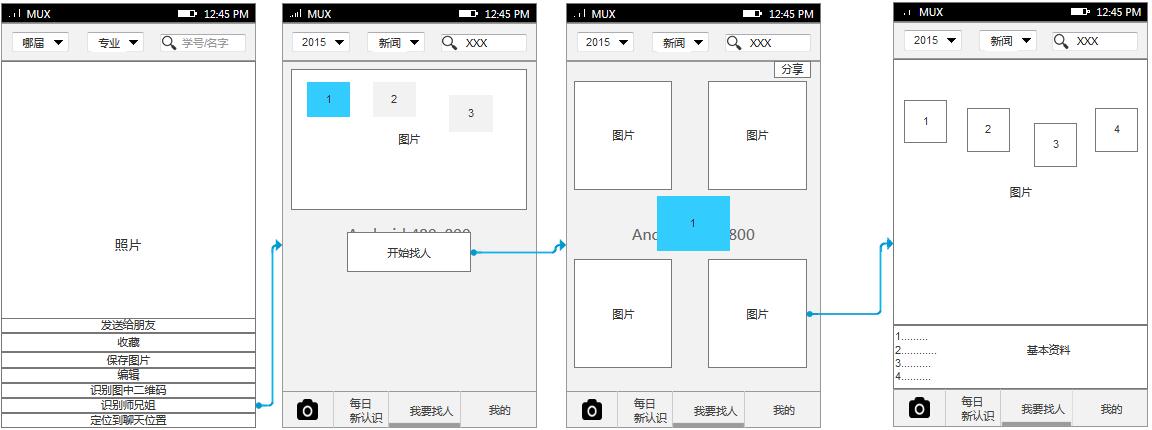 MUX 12:45 PM
哪届 专业 学号/名字
照片
发送给朋友
收藏
保存图片
编辑
识别图中二维码
识别师兄姐
定位到聊天位置
MUX 12:45 PM
2015 新闻 XXX
1
2
3
图片
开始找人
每日
新认识
我要找人
我的
MUX 12:45 PM
2015 新闻 XXX
分享
图片
图片
1
800
图片
图片
每日
新认识
我要找人
我的
MUX 12:45 PM
2015 新闻 XXX
1
2
3
4
图片
1.........
2............
3..........
4..........
基本资料
每日
新认识
我要找人
我的